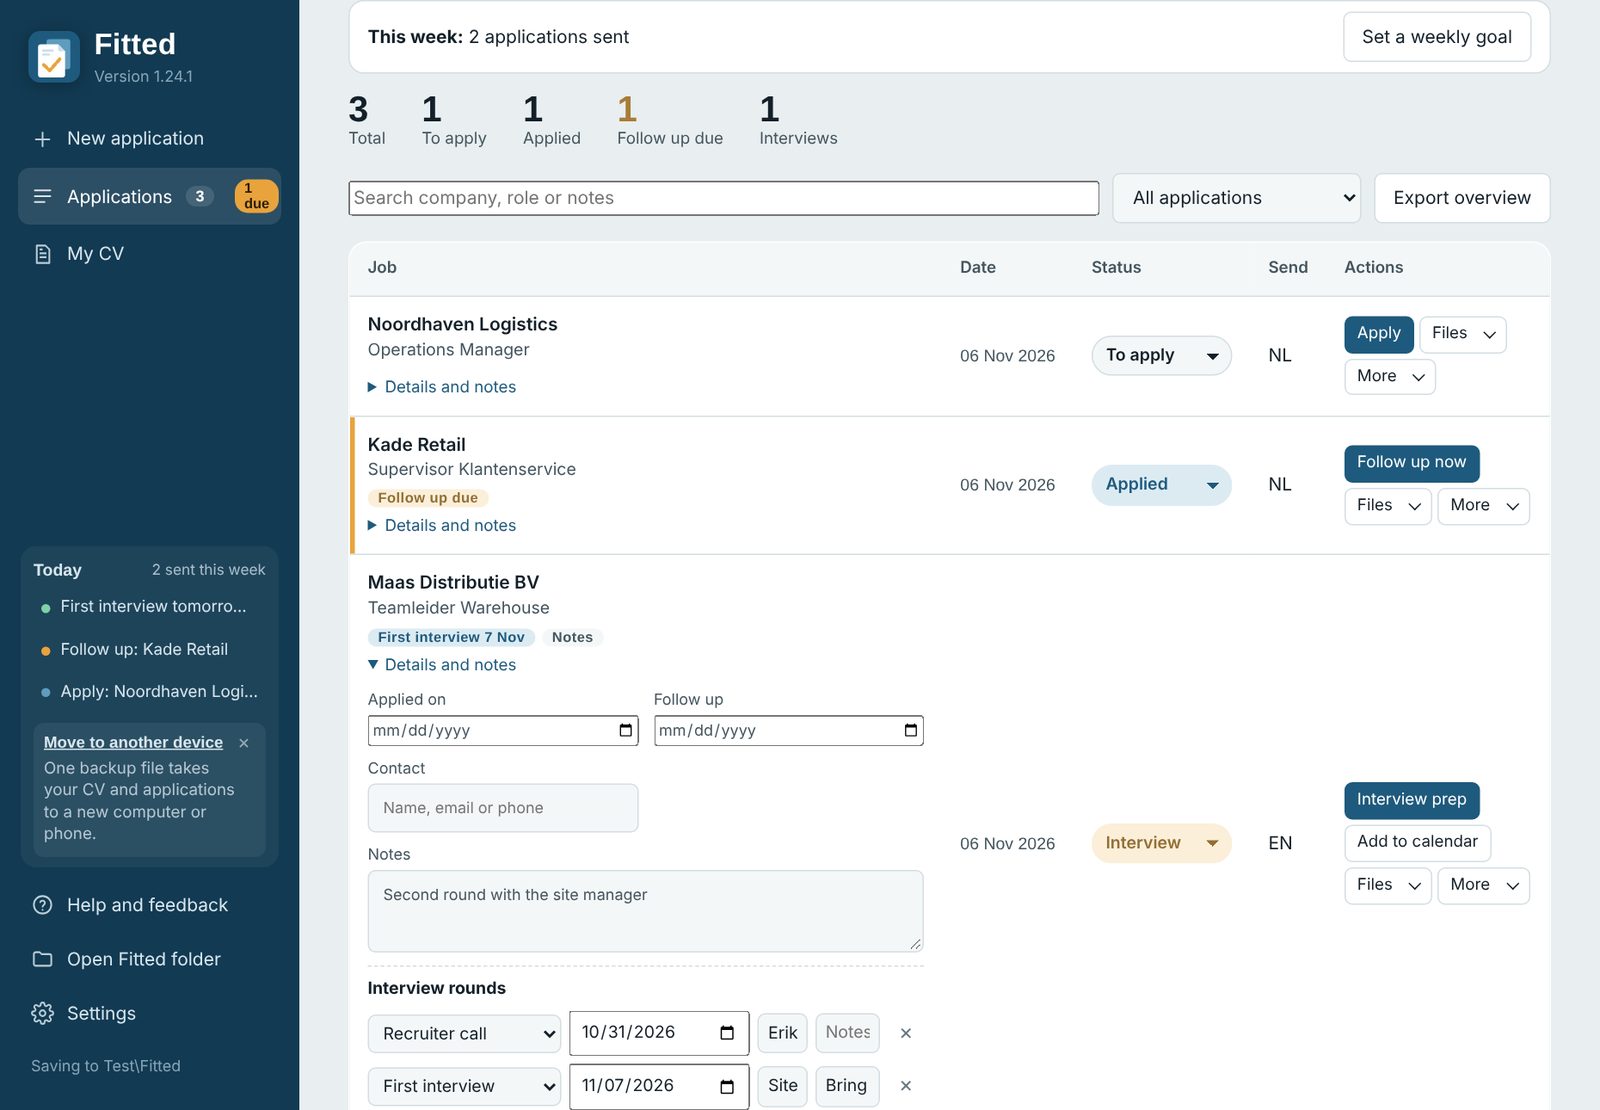 Fitted
Version 1.24.1
New application
Applications 3 1 due
My CV
Today 2 sent this week
First interview tomorro...
Follow up: Kade Retail
Apply: Noordhaven Logi...
Move to another device ×
One backup file takes
your CV and applications
to a new computer or
phone.
Help and feedback
Open Fitted folder
Settings
Saving to Test\Fitted
This week: 2 applications sent
Set a weekly goal
3 1 1 1 1
Total To apply Applied Follow up due Interviews
Search company, role or notes
All applications
Export overview
Job Date Status Send Actions
Noordhaven Logistics
Operations Manager
Details and notes
06 Nov 2026
To apply
NL
Apply Files
More
Kade Retail
Supervisor Klantenservice
Follow up due
Details and notes
06 Nov 2026
Applied
NL
Follow up now
Files More
Maas Distributie BV
Teamleider Warehouse
First interview 7 Nov Notes
Details and notes
Applied on Follow up
mm/dd/yyyy mm/dd/yyyy
Contact
Name, email or phone
Notes
Second round with the site manager
06 Nov 2026
Interview
EN
Interview prep
Add to calendar
Files More
Interview rounds
Recruiter call 10/31/2026 Erik Notes ×
First interview 11/07/2026 Site Bring ×